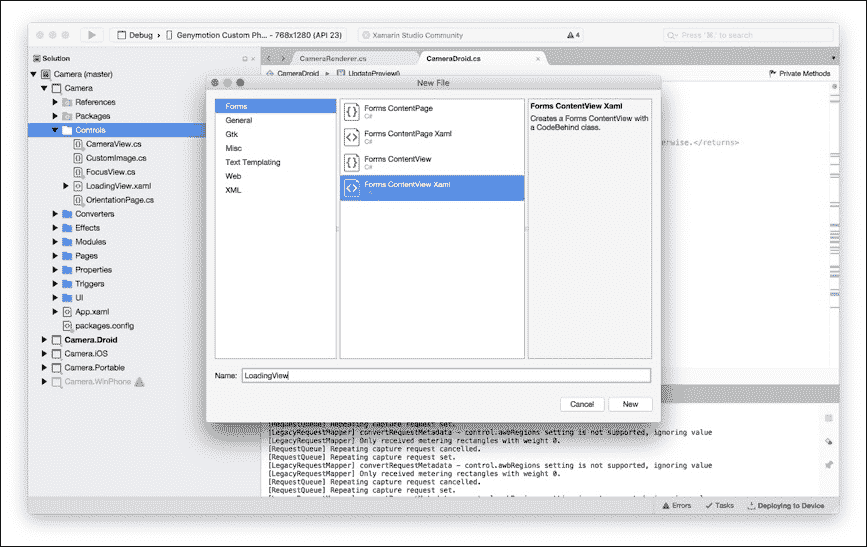 Debug › Genymotion Custom Ph... - 768x1280 (API 23)
Xamarin Studio Community
4
Press '⌘.' to search
Solution
CameraRenderer.cs
CameraDroid.cs
CameraDroid
UpdatePreview()
Private Methods
Camera (master)
Camera
References
Packages
Controls
CameraView.cs
CustomImage.cs
FocusView.cs
LoadingView.xaml
OrientationPage.cs
Converters
Effects
Modules
Pages
Properties
Triggers
UI
App.xaml
packages.config
Camera.Droid
Camera.iOS
Camera.Portable
Camera.WinPhone
New File
Forms
General
Gtk
Misc
Text Templating
Web
XML
Forms ContentPage
C#
Forms ContentPage Xaml
C#
Forms ContentView
C#
Forms ContentView Xaml
Forms ContentView Xaml
Creates a Forms ContentView with
a CodeBehind class.
erwise.</returns>
Name: LoadingView
Cancel
New
[RequestQueue] Repeating capture request set.
[LegacyRequestMapper] convertRequestMetadata - control.awbRegions setting is not supported, ignoring value
[LegacyRequestMapper] Only received metering rectangles with weight 0.
[RequestQueue] Repeating capture request cancelled.
[RequestQueue] Repeating capture request set.
[LegacyRequestMapper] convertRequestMetadata - control.awbRegions setting is not supported, ignoring value
[LegacyRequestMapper] Only received metering rectangles with weight 0.
[RequestQueue] Repeating capture request cancelled.
[RequestQueue] Repeating capture request set.
Errors
Tasks
Deploying to Device